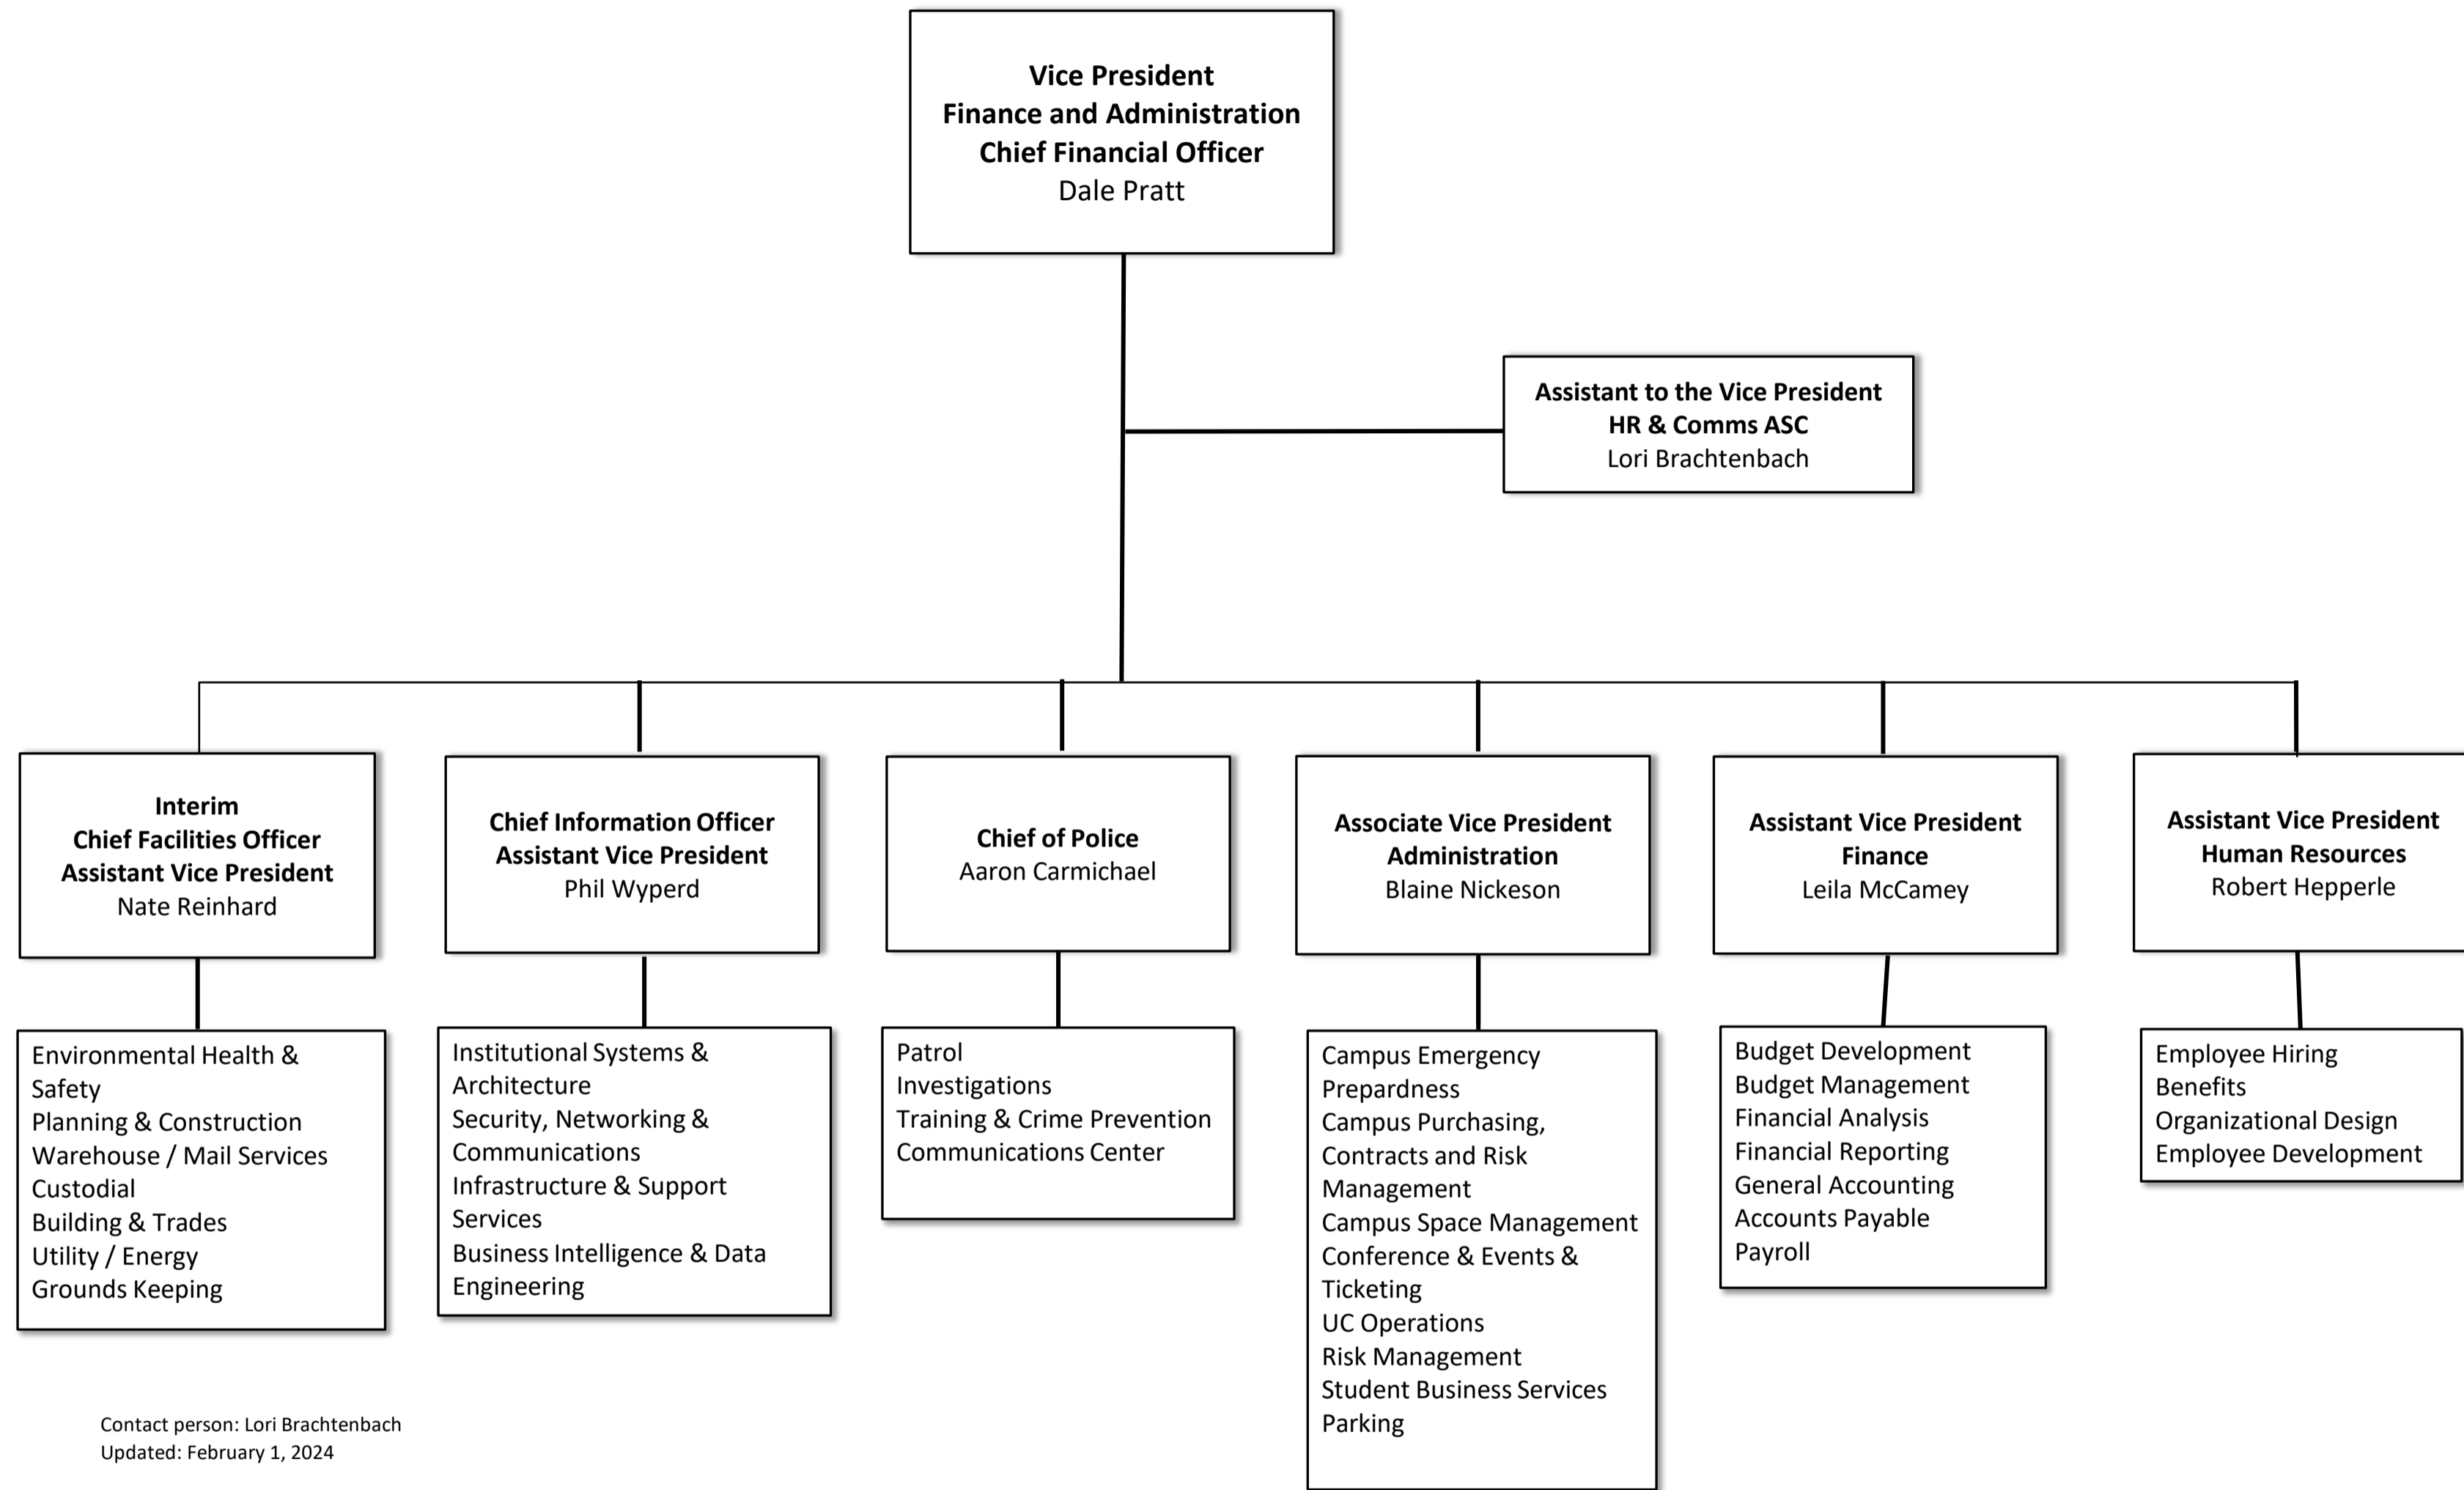 Vice President
Finance and Administration
Chief Financial Officer
Dale Pratt
Assistant to the Vice President
HR & Comms ASC
Lori Brachtenbach
Interim
Chief Facilities Officer
Assistant Vice President
Nate Reinhard
Chief Information Officer
Assistant Vice President
Phil Wyperd
Chief of Police
Aaron Carmichael
Associate Vice President
Administration
Blaine Nickeson
Assistant Vice President
Finance
Leila McCamey
Assistant Vice President
Human Resources
Robert Hepperle
Environmental Health &
Safety
Planning & Construction
Warehouse / Mail Services
Custodial
Building & Trades
Utility / Energy
Grounds Keeping
Institutional Systems &
Architecture
Security, Networking &
Communications
Infrastructure & Support
Services
Business Intelligence & Data
Engineering
Patrol
Investigations
Training & Crime Prevention
Communications Center
Campus Emergency
Prepardness
Campus Purchasing,
Contracts and Risk
Management
Campus Space Management
Conference & Events &
Ticketing
UC Operations
Risk Management
Student Business Services
Parking
Budget Development
Budget Management
Financial Analysis
Financial Reporting
General Accounting
Accounts Payable
Payroll
Employee Hiring
Benefits
Organizational Design
Employee Development
Contact person: Lori Brachtenbach
Updated: February 1, 2024